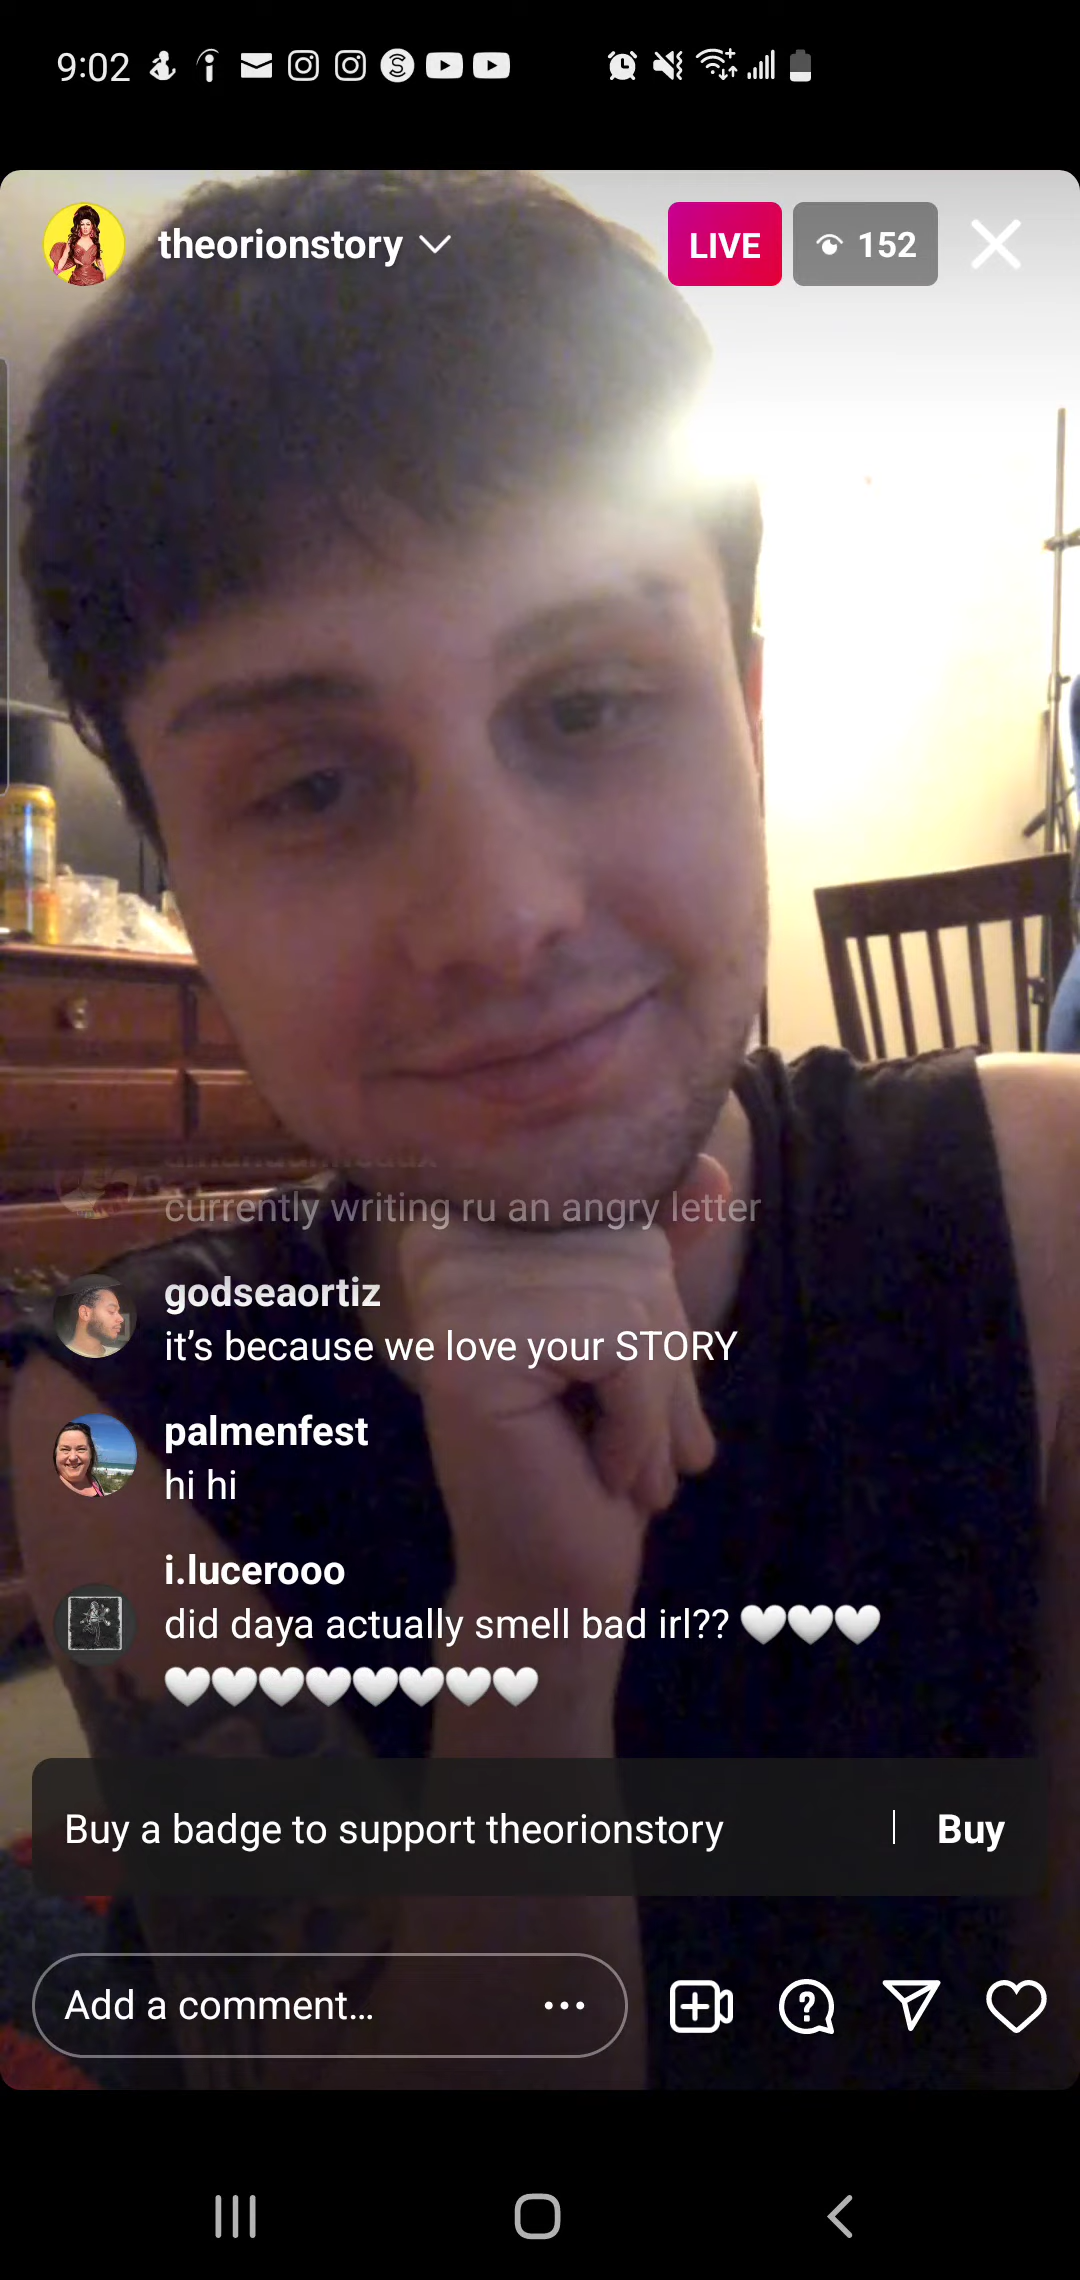 9:02
theorionstory
LIVE
152
currently writing ru an angry letter
godseaortiz
it's because we love your STORY
palmenfest
hi hi
i.lucerooo
did daya actually smell bad irl?? 🤍🤍🤍
🤍🤍🤍🤍🤍🤍🤍🤍
Buy a badge to support theorionstory | Buy
Add a comment...